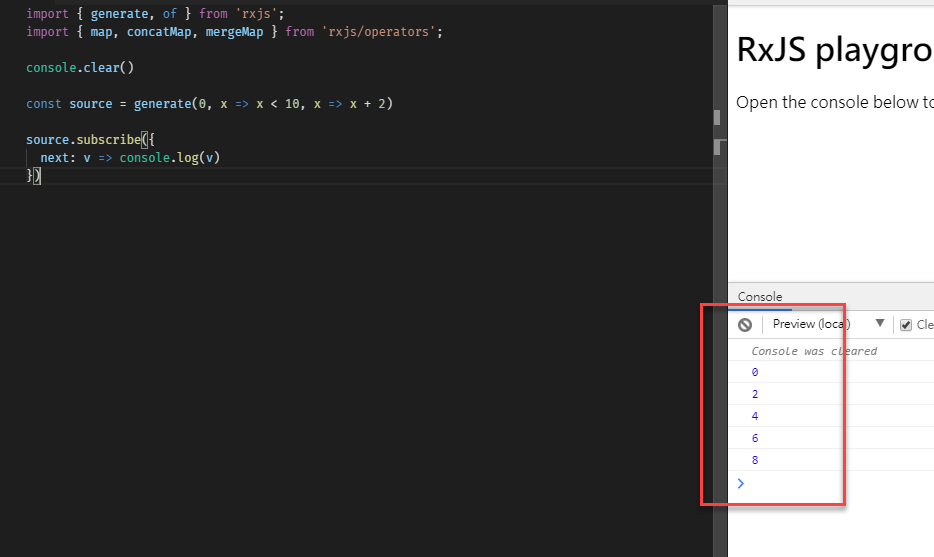 import { generate, of } from 'rxjs';
import { map, concatMap, mergeMap } from 'rxjs/operators';
console.clear()
const source = generate(0, x => x < 10, x => x + 2)
source.subscribe({
next: v => console.log(v)
})
RxJS playgro
Open the console below to
Console
Preview (local)
Cle
Console was cleared
0
2
4
6
8
>